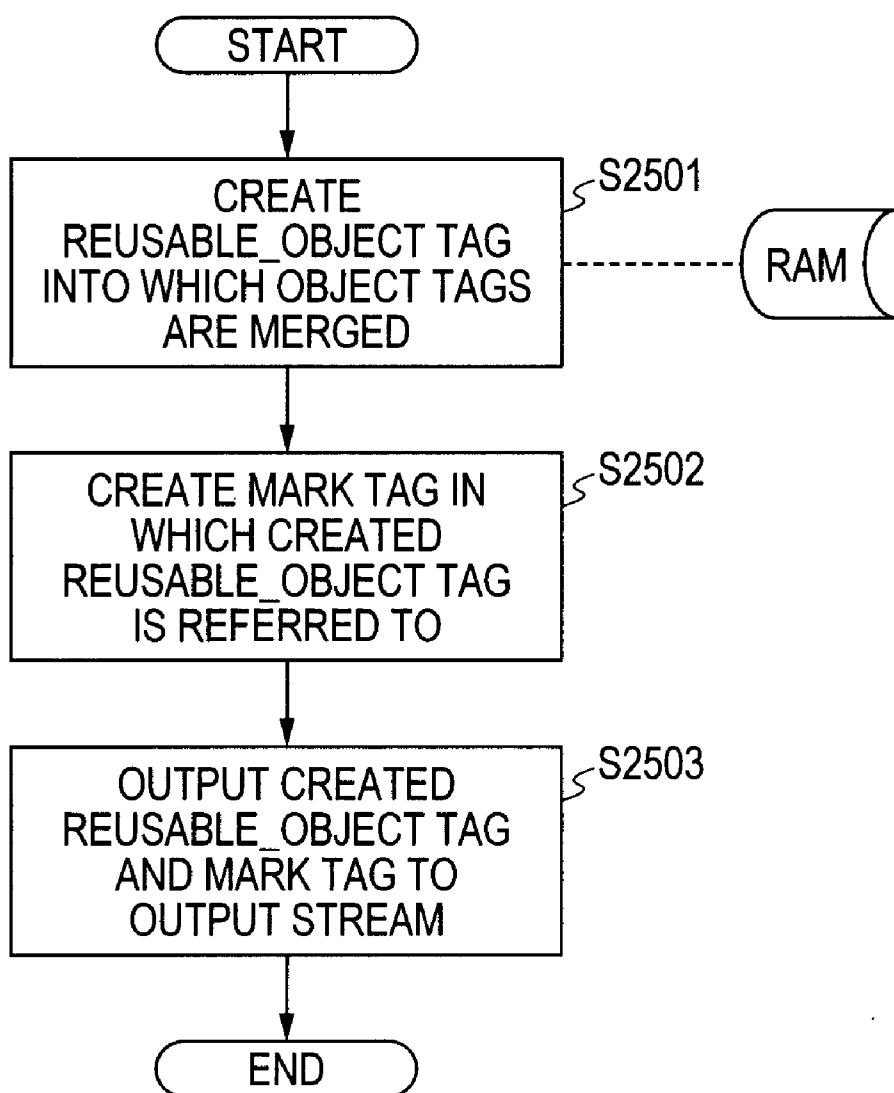 START
S2501
CREATE
REUSABLE_OBJECT TAG
INTO WHICH OBJECT TAGS
ARE MERGED
RAM
S2502
CREATE MARK TAG IN
WHICH CREATED
REUSABLE_OBJECT TAG
IS REFERRED TO
S2503
OUTPUT CREATED
REUSABLE_OBJECT TAG
AND MARK TAG TO
OUTPUT STREAM
END